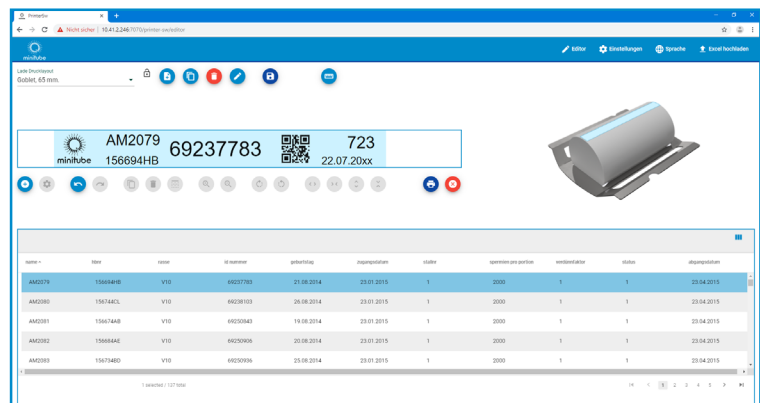 PrinterSw
Nicht sicher | 10.41.2.246:7070/printer-sw/editor
minitube
Editor Einstellungen Sprache Excel hochladen
Lade Drucklayout
Goblet, 65 mm.
minitube AM2079 156694HB 69237783 723 22.07.20xx
name hbnr rasse id nummer geburtstag zugangsdatum stallnr spermien pro portion verdünnfaktor status abgangsdatum
AM2079 156694HB V10 69237783 21.08.2014 23.01.2015 1 2000 1 1 23.04.2015
AM2080 156744CL V10 69238103 26.08.2014 23.01.2015 1 2000 1 1 23.04.2015
AM2081 156674AB V10 69250843 19.08.2014 23.01.2015 1 2000 1 1 23.04.2015
AM2082 156684AE V10 69250906 20.08.2014 23.01.2015 1 2000 1 1 23.04.2015
AM2083 156734BD V10 69250936 25.08.2014 23.01.2015 1 2000 1 1 23.04.2015
1 selected / 137 total
1 2 3 4 5